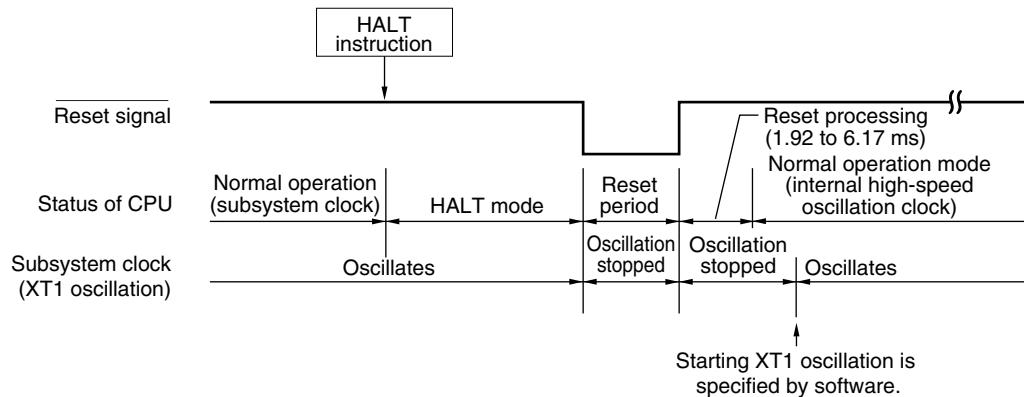 HALT
instruction
Reset signal
Reset processing
(1.92 to 6.17 ms)
Status of CPU
Normal operation
(subsystem clock)
HALT mode
Reset
period
Normal operation mode
(internal high-speed
oscillation clock)
Subsystem clock
(XT1 oscillation)
Oscillates
Oscillation
stopped
Oscillation
stopped
Oscillates
Starting XT1 oscillation is
specified by software.